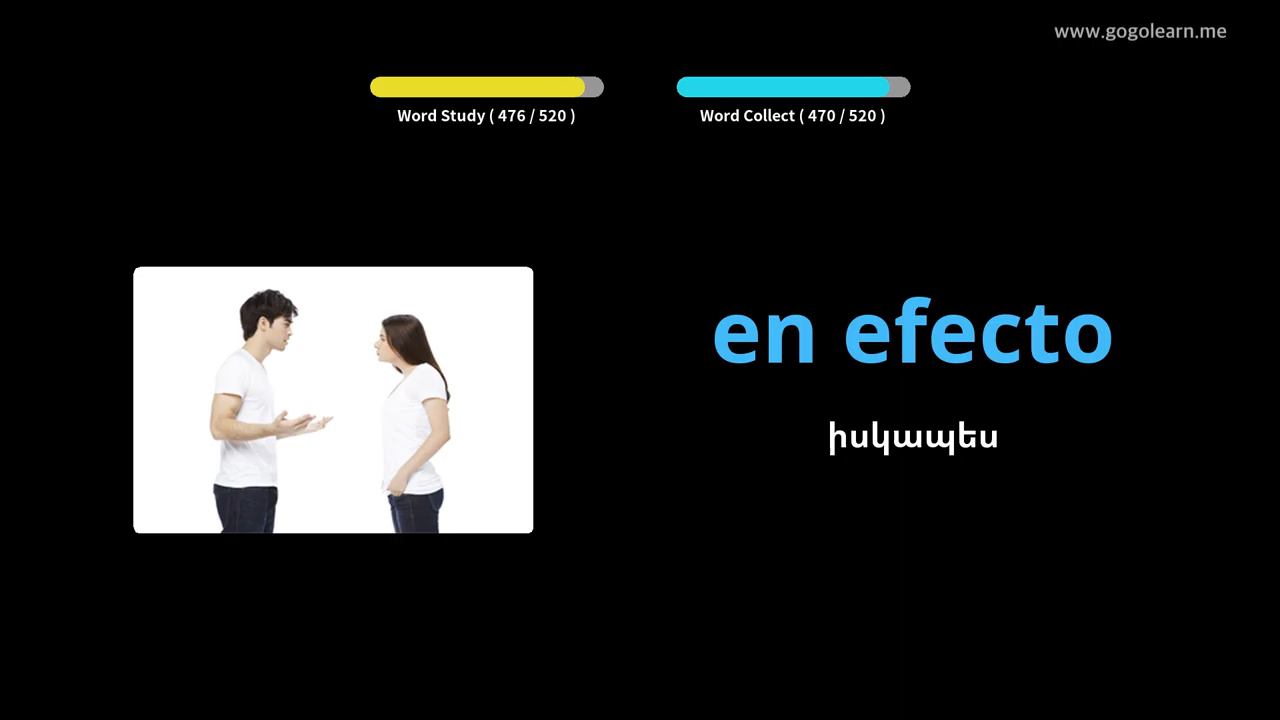 www.gogolearn.me
Word Study ( 476 / 520 )
Word Collect ( 470 / 520 )
en efecto
իսկապես